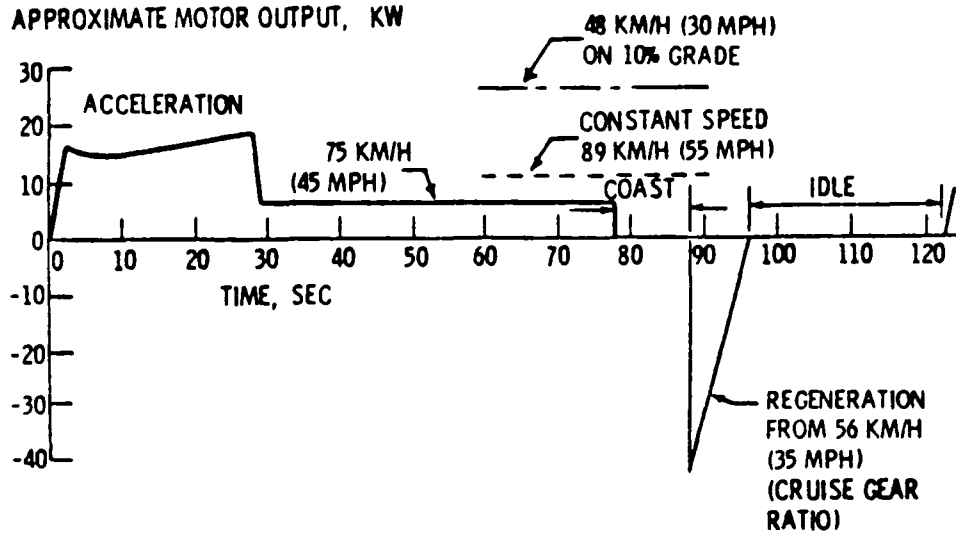 APPROXIMATE MOTOR OUTPUT, KW
48 KM/H (30 MPH)
ON 10% GRADE
30
ACCELERATION
20
CONSTANT SPEED
75 KM/H
89 KM/H (55 MPH)
(45 MPH)
10
COAST
IDLE
0
0 10 20 30 40 50 60 70 80 90 100 110 120
TIME, SEC
-10
-20
-30
-40
REGENERATION
FROM 56 KM/H
(35 MPH)
(CRUISE GEAR
RATIO)